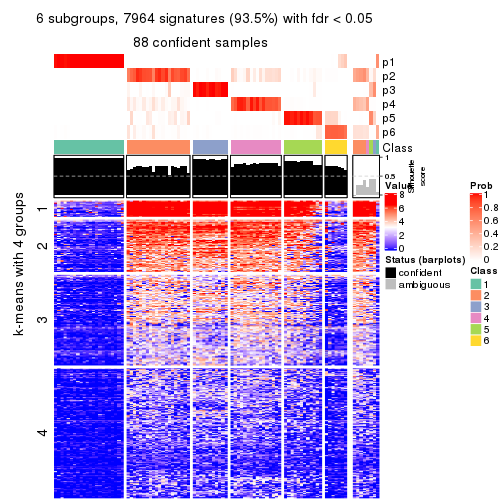 6 subgroups, 7964 signatures (93.5%) with fdr < 0.05
88 confident samples
p1
p2
p3
p4
p5
p6
Class
1
0.5
0
Silhouette
score
k-means with 4 groups
1
2
3
4
Value
8
6
4
2
0
Status (barplots)
confident
ambiguous
Prob
1
0.8
0.6
0.4
0.2
0
Class
1
2
3
4
5
6